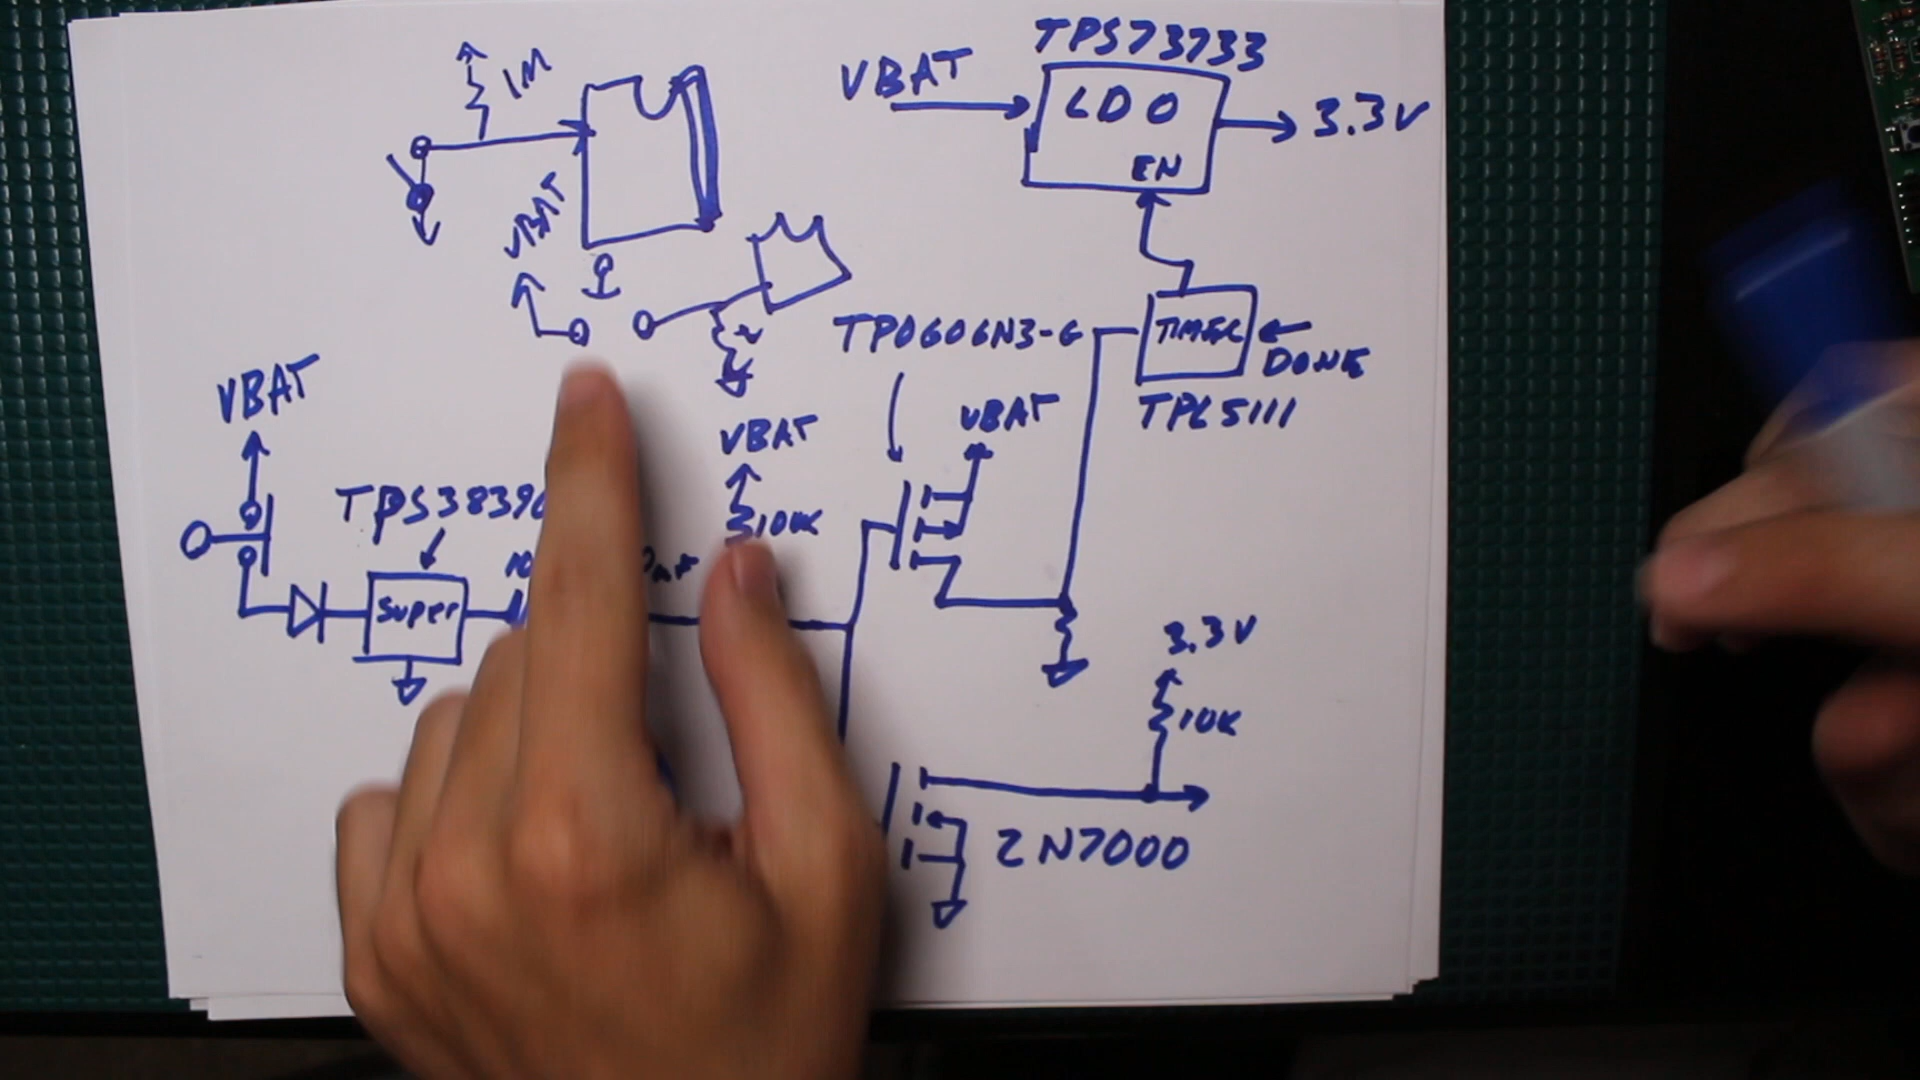 TPS73733
1M
VBAT
LDO
3.3V
EN
VBAT
TP0606N3-G
TIMER
DONE
VBAT
TPL5111
VBAT
VBAT
TPS3839
10K
Super
3.3V
10K
2N7000